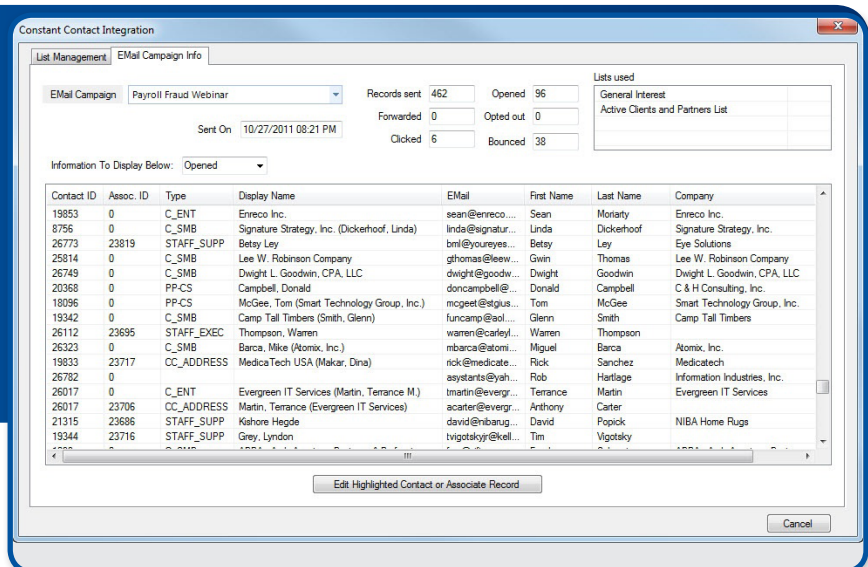 Constant Contact Integration
List Management EMail Campaign Info
Lists used
EMail Campaign Payroll Fraud Webinar Records sent 462 Opened 96 General Interest
Forwarded 0 Opted out 0 Active Clients and Partners List
Sent On 10/27/2011 08:21 PM
Clicked 6 Bounced 38
Information To Display Below: Opened
Contact ID Assoc. ID Type Display Name EMail First Name Last Name Company
19853 0 C_ENT Enreco Inc. sean@enreco.... Sean Moriarty Enreco Inc.
8756 0 C_SMB Signature Strategy, Inc. (Dickerhoof, Linda) linda@signatur... Linda Dickerhoof Signature Strategy, Inc.
26773 23819 STAFF_SUPP Betsy Ley bml@youreyes... Betsy Ley Eye Solutions
25814 0 C_SMB Lee W. Robinson Company gthomas@leew... Gwin Thomas Lee W. Robinson Company
26749 0 C_SMB Dwight L. Goodwin, CPA, LLC dwight@goodw... Dwight Goodwin Dwight L. Goodwin, CPA, LLC
20368 0 PP-CS Campbell, Donald doncampbell@... Donald Campbell C & H Consulting, Inc.
18096 0 PP-CS McGee, Tom (Smart Technology Group, Inc.) mcgeet@stgius... Tom McGee Smart Technology Group, Inc.
19342 0 C_SMB Camp Tall Timbers (Smith, Glenn) funcamp@aol.... Glenn Smith Camp Tall Timbers
26112 23695 STAFF_EXEC Thompson, Warren warren@carleyl... Warren Thompson
26323 0 C_SMB Barca, Mike (Atomix, Inc.) mbarca@atomi... Miguel Barca Atomix, Inc.
19833 23717 CC_ADDRESS MedicaTech USA (Makar, Dina) rick@medicate... Rick Sanchez Medicatech
26782 0 asystants@yah... Rob Hartlage Information Industries, Inc.
26017 0 C_ENT Evergreen IT Services (Martin, Terrance M.) tmartin@evergr... Terrance Martin Evergreen IT Services
26017 23706 CC_ADDRESS Martin, Terrance (Evergreen IT Services) acarter@evergr... Anthony Carter
21315 23686 STAFF_SUPP Kishore Hegde david@nibarug... David Popick NIBA Home Rugs
19344 23716 STAFF_SUPP Grey, Lyndon tvigotskyjr@kell... Tim Vigotsky
Edit Highlighted Contact or Associate Record
Cancel